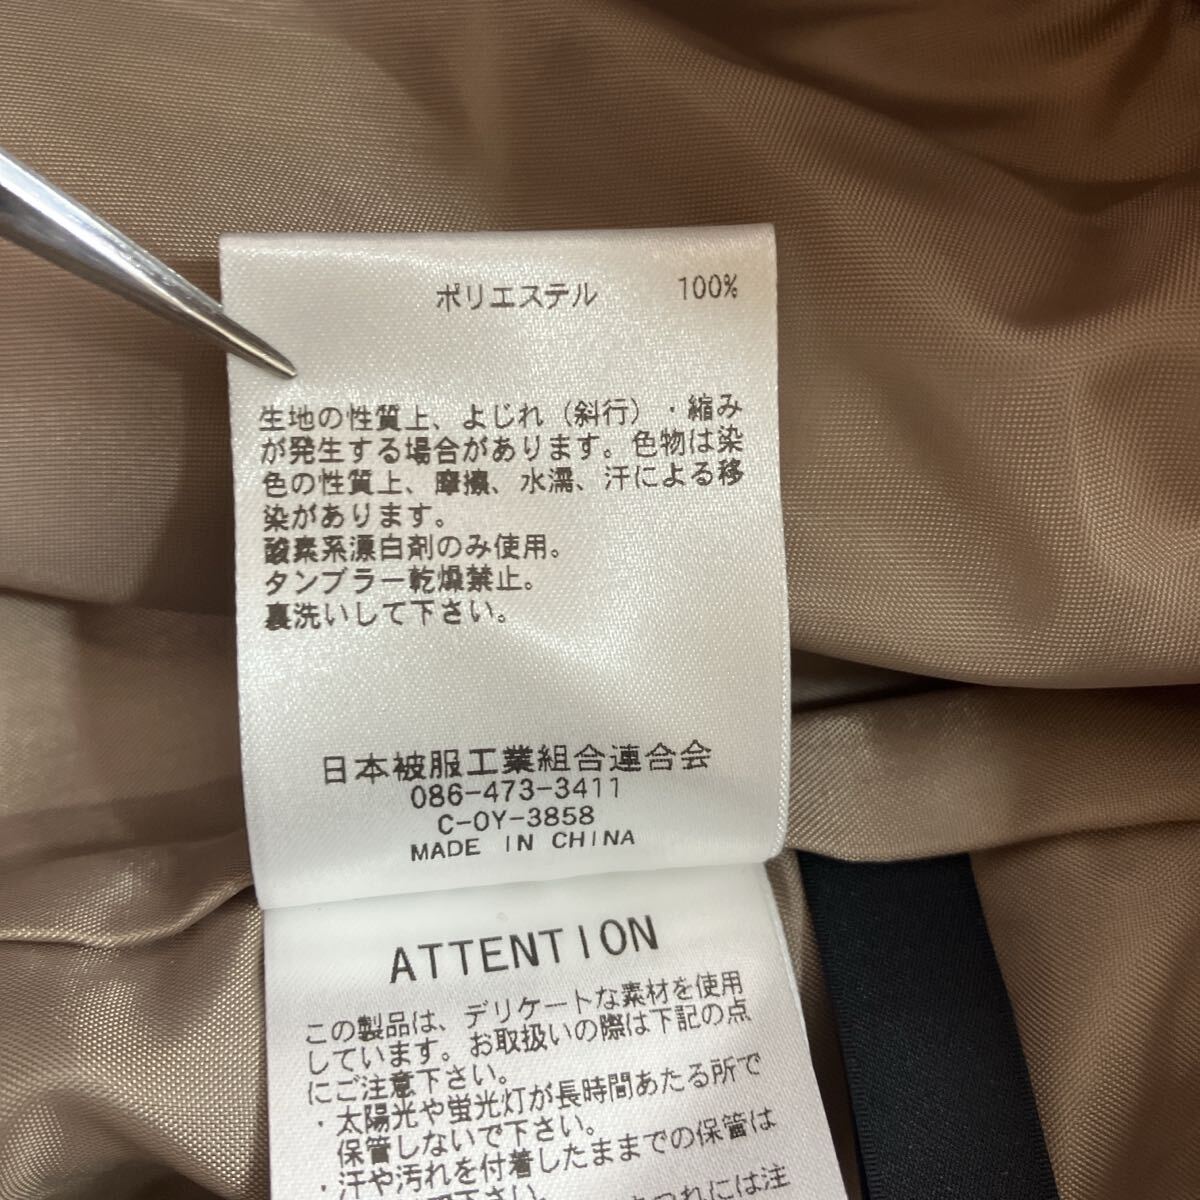 ポリエステル 100%
生地の性質上、よじれ（斜行）・縮み
が発生する場合があります。色物は染
色の性質上、摩擦、水濡、汗による移
染があります。
酸素系漂白剤のみ使用。
タンブラー乾燥禁止。
裏洗いして下さい。
日本被服工業組合連合会
086-473-3411
C-OY-3858
MADE IN CHINA
ATTENTION
この製品は、デリケートな素材を使用
しています。お取扱いの際は下記の点
にご注意下さい。
・太陽光や蛍光灯が長時間あたる所で
保管しないで下さい。
・汗や汚れを付着したままでの保管は
下さい。
つれには注